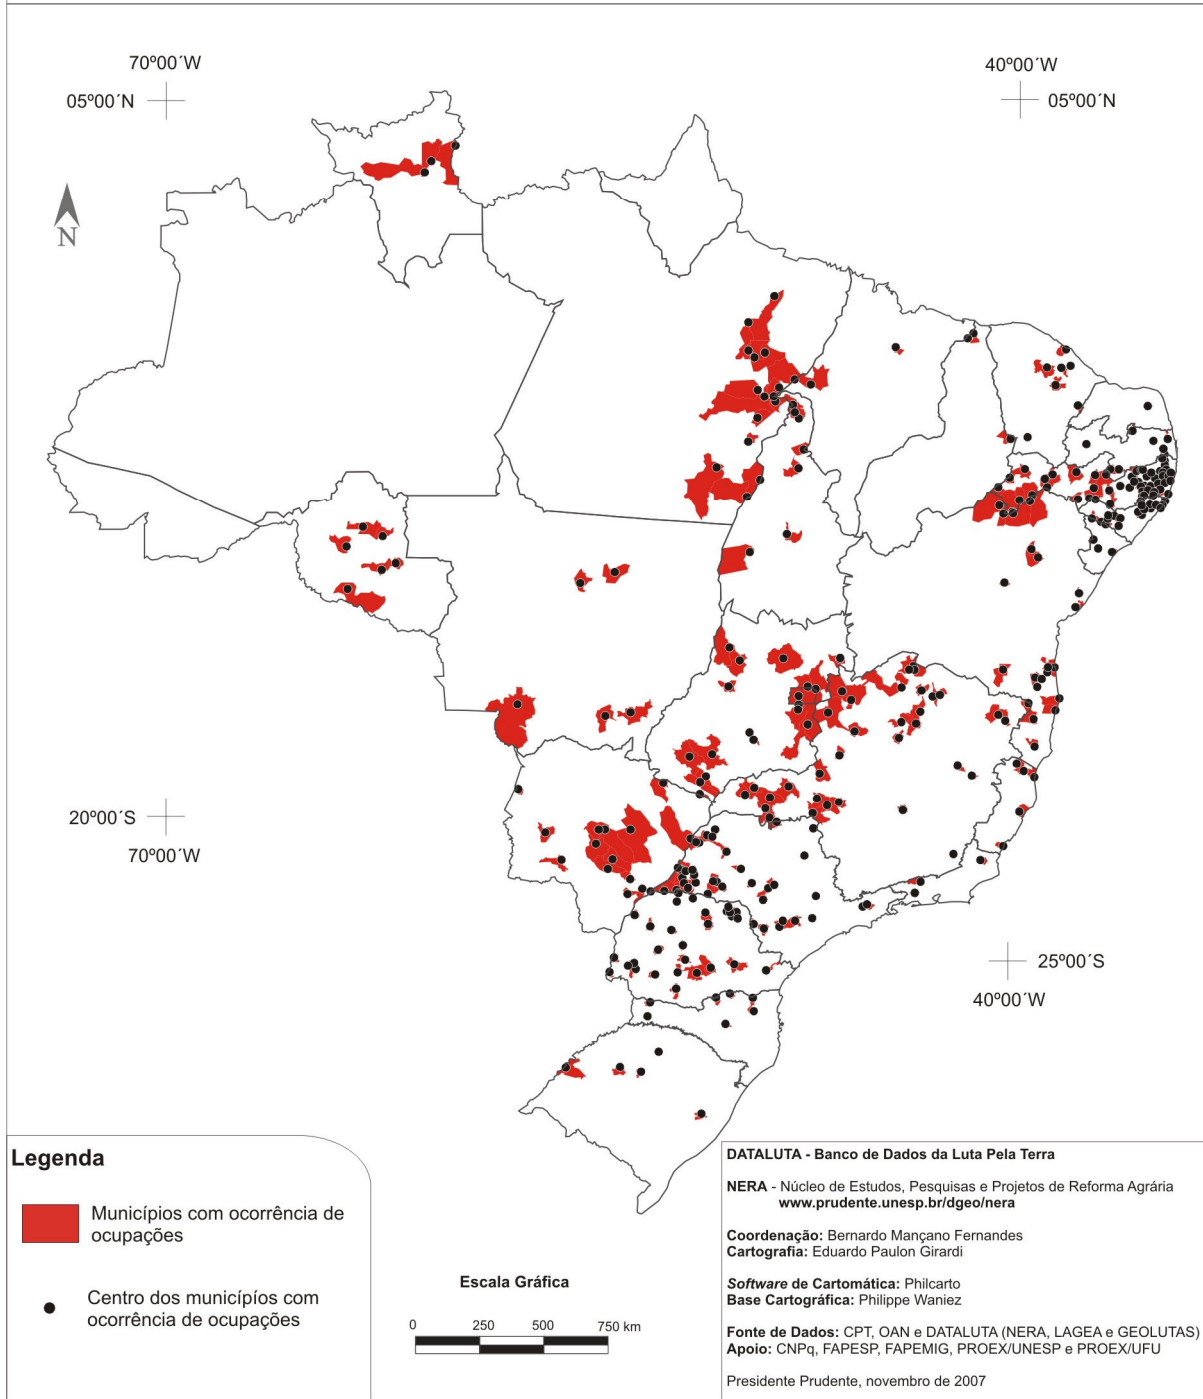 70º00´W
40º00´W
05º00´N
05º00´N
N
20º00´S
70º00´W
25º00´S
40º00´W
Legenda
Municípios com ocorrência de
ocupações
Centro dos municípíos com
ocorrência de ocupações
Escala Gráfica
0 250 500 750 km
DATALUTA - Banco de Dados da Luta Pela Terra
NERA - Núcleo de Estudos, Pesquisas e Projetos de Reforma Agrária
www.prudente.unesp.br/dgeo/nera
Coordenação: Bernardo Mançano Fernandes
Cartografia: Eduardo Paulon Girardi
Software de Cartomática: Philcarto
Base Cartográfica: Philippe Waniez
Fonte de Dados: CPT, OAN e DATALUTA (NERA, LAGEA e GEOLUTAS)
Apoio: CNPq, FAPESP, FAPEMIG, PROEX/UNESP e PROEX/UFU
Presidente Prudente, novembro de 2007